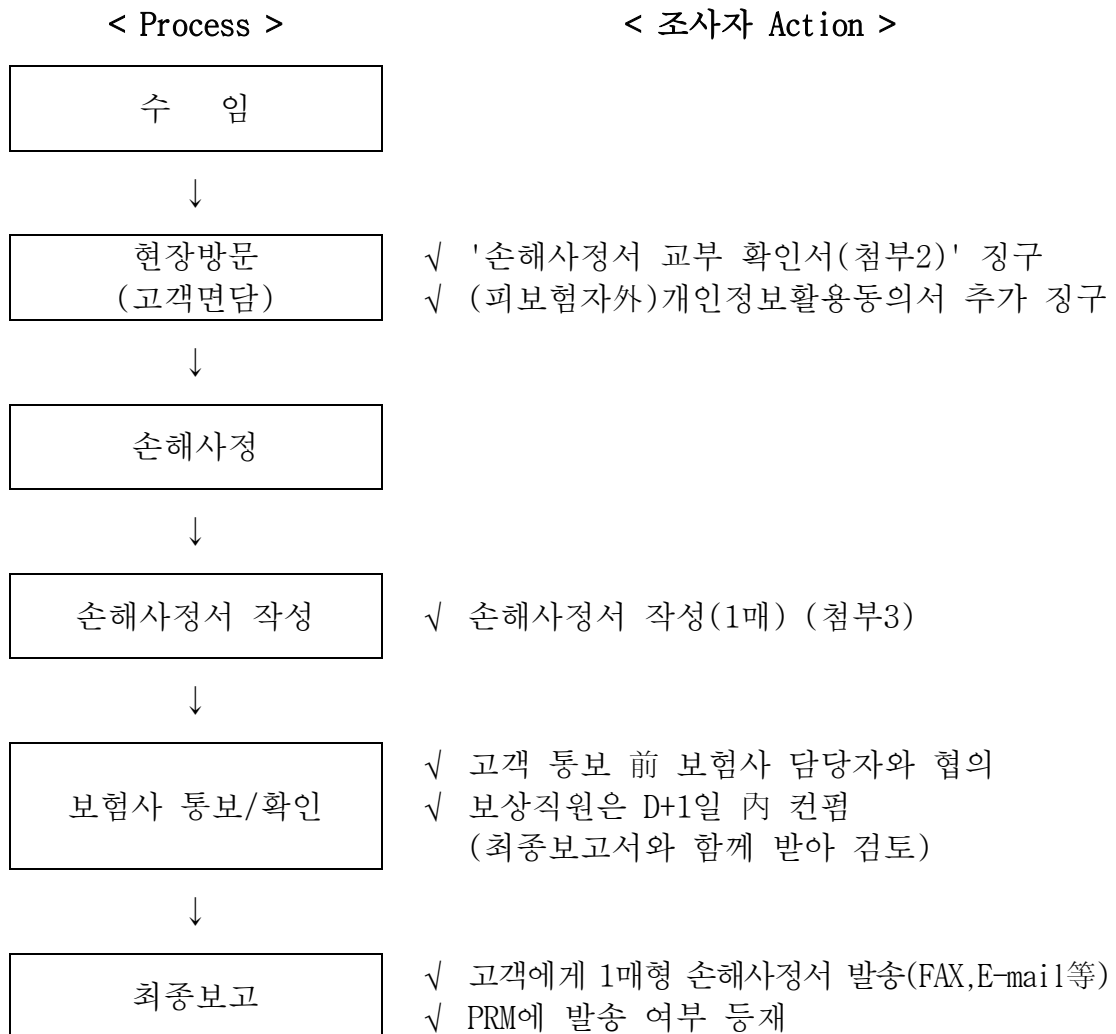 < Process >
< 조사자 Action >
수 임
↓
현장방문
(고객면담)
√ '손해사정서 교부 확인서(첨부2)' 징구
√ (피보험자外)개인정보활용동의서 추가 징구
↓
손해사정
↓
손해사정서 작성
√ 손해사정서 작성(1매) (첨부3)
↓
보험사 통보/확인
√ 고객 통보 前 보험사 담당자와 협의
√ 보상직원은 D+1일 內 컨펌
(최종보고서와 함께 받아 검토)
↓
최종보고
√ 고객에게 1매형 손해사정서 발송(FAX,E-mail等)
√ PRM에 발송 여부 등재